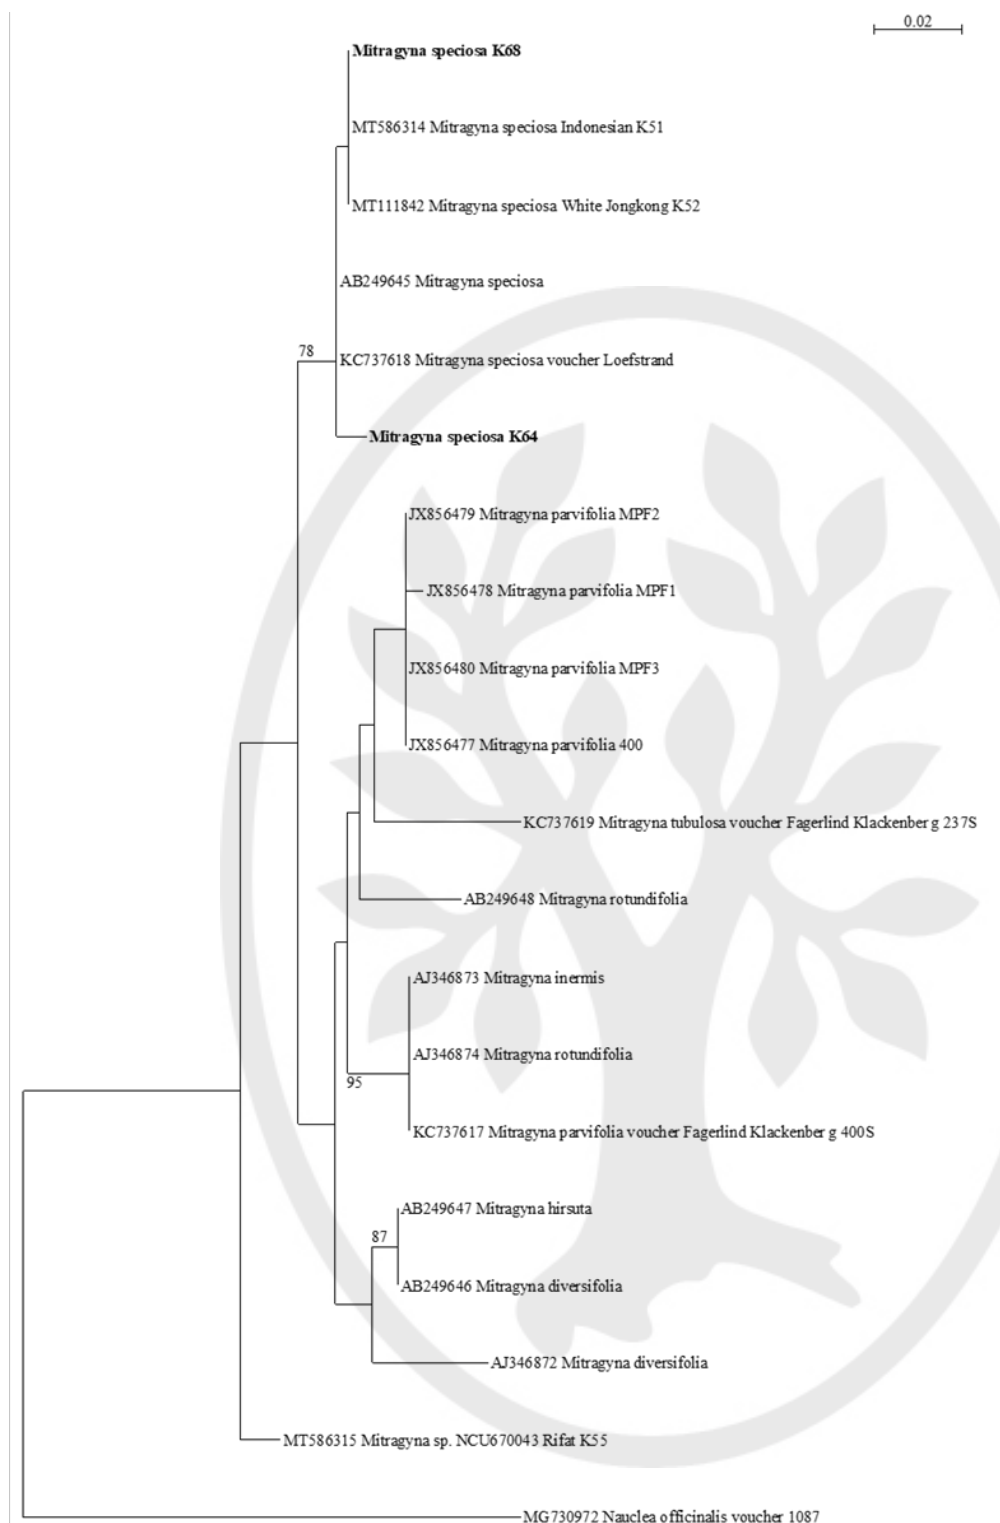 0.02
Mitragyna speciosa K68
MT586314 Mitragyna speciosa Indonesian K51
MT111842 Mitragyna speciosa White Jongkong K52
AB249645 Mitragyna speciosa
78
KC737618 Mitragyna speciosa voucher Loefstrand
Mitragyna speciosa K64
JX856479 Mitragyna parvifolia MPF2
JX856478 Mitragyna parvifolia MPF1
JX856480 Mitragyna parvifolia MPF3
JX856477 Mitragyna parvifolia 400
KC737619 Mitragyna tubulosa voucher Fagerlind Klackenber g 237S
AB249648 Mitragyna rotundifolia
AJ346873 Mitragyna inermis
AJ346874 Mitragyna rotundifolia
95
KC737617 Mitragyna parvifolia voucher Fagerlind Klackenber g 400S
AB249647 Mitragyna hirsuta
87
AB249646 Mitragyna diversifolia
AJ346872 Mitragyna diversifolia
MT586315 Mitragyna sp. NCU670043 Rifat K55
MG730972 Nauclea officinalis voucher 1087